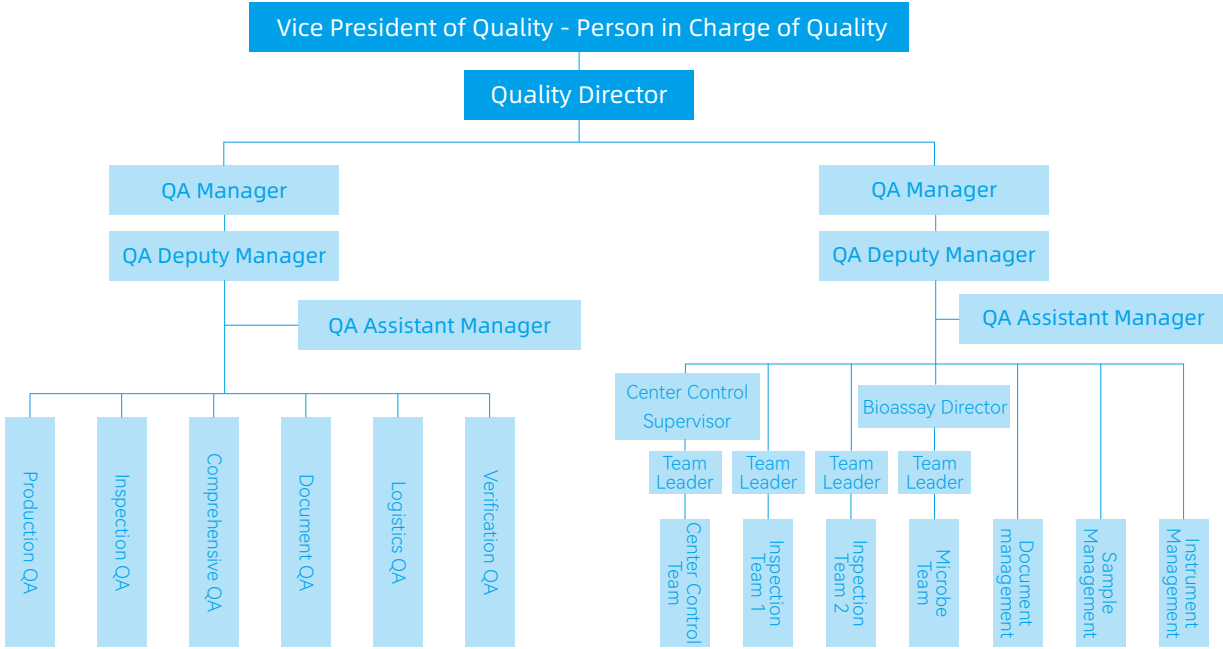 Vice President of Quality - Person in Charge of Quality
Quality Director
QA Manager
QA Manager
QA Deputy Manager
QA Deputy Manager
QA Assistant Manager
QA Assistant Manager
Center Control
Supervisor
Bioassay Director
Team
Leader
Team
Leader
Team
Leader
Team
Leader
Production QA
Inspection QA
Comprehensive QA
Document QA
Logistics QA
Verification QA
Center Control
Team
Inspection
Team 1
Inspection
Team 2
Microbe
Team
Document
management
Sample
Management
Instrument
Management